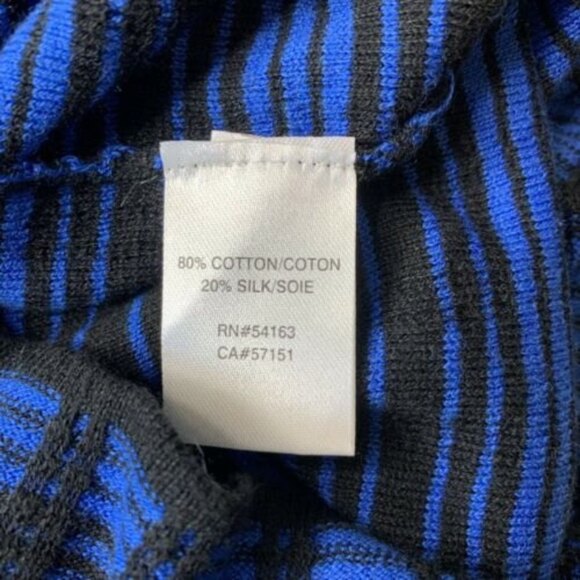 80% COTTON/COTON
20% SILK/SOIE
RN#54163
CA#57151